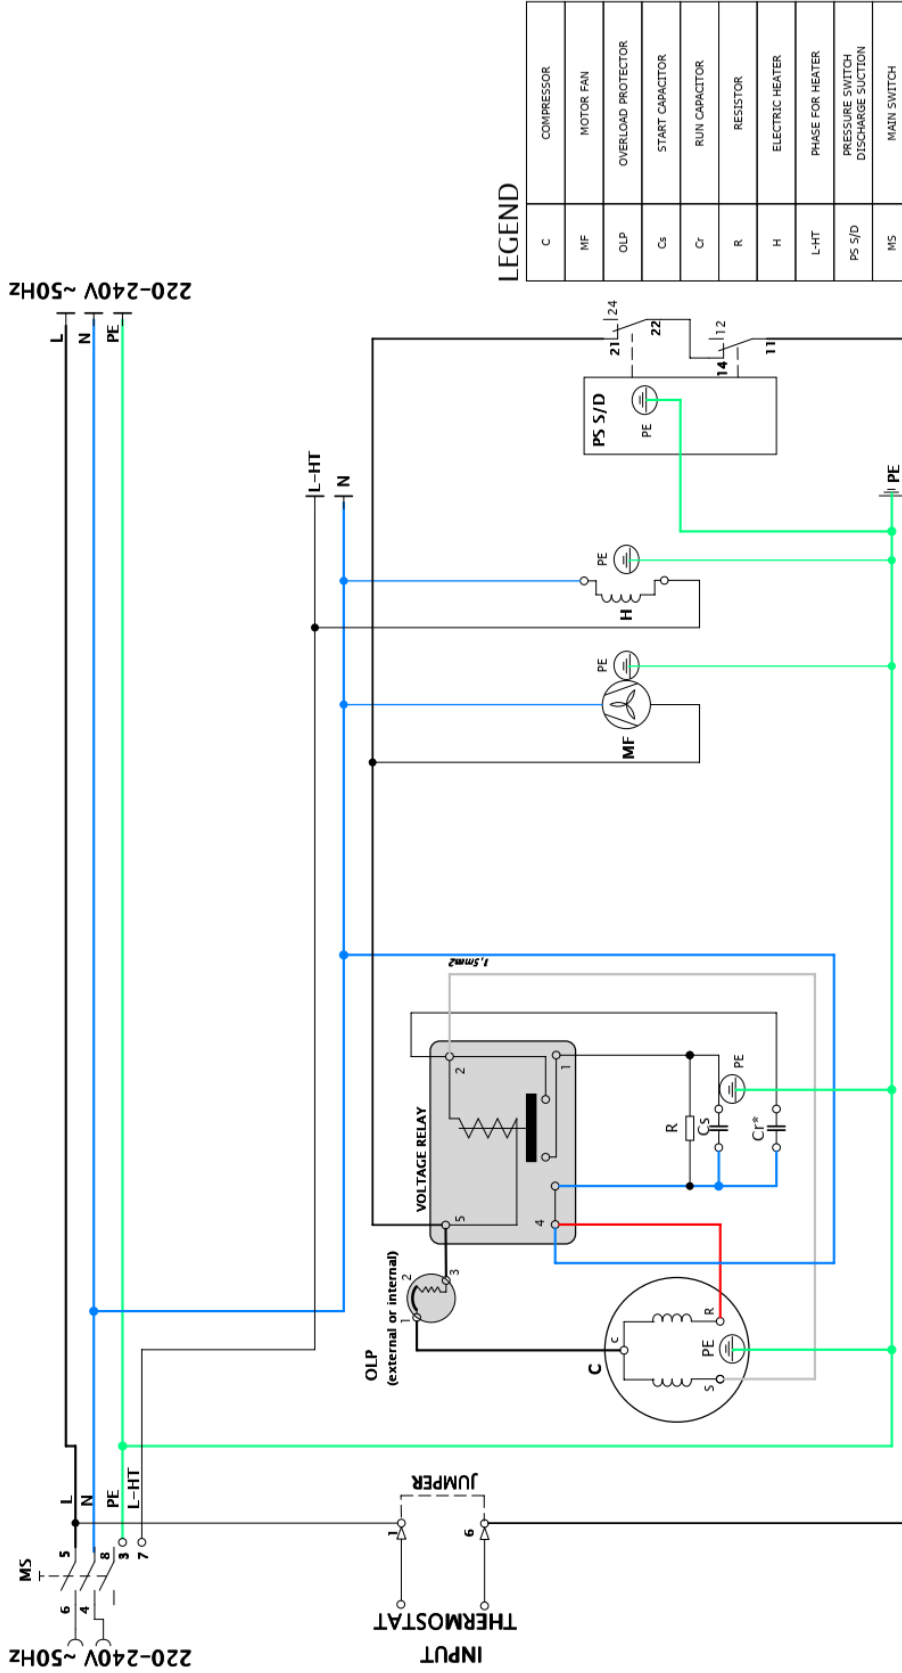 220-240V ~50Hz
MS
6
5
4
8
3
7
L
N
PE
L-HT
220-240V ~50Hz
L
N
PE
INPUT
THERMOSTAT
1
6
JUMPER
OLP
(external or internal)
1
2
3
C
C
S
R
PE
VOLTAGE RELAY
5
2
4
1
1,5mm2
R
Cs
Cr*
PE
MF
PE
H
PE
L-HT
N
PS S/D
PE
21
24
22
14
12
11
PE
LEGEND
C COMPRESSOR
MF MOTOR FAN
OLP OVERLOAD PROTECTOR
Cs START CAPACITOR
Cr RUN CAPACITOR
R RESISTOR
H ELECTRIC HEATER
L-HT PHASE FOR HEATER
PS S/D PRESSURE SWITCH
DISCHARGE SUCTION
MS MAIN SWITCH